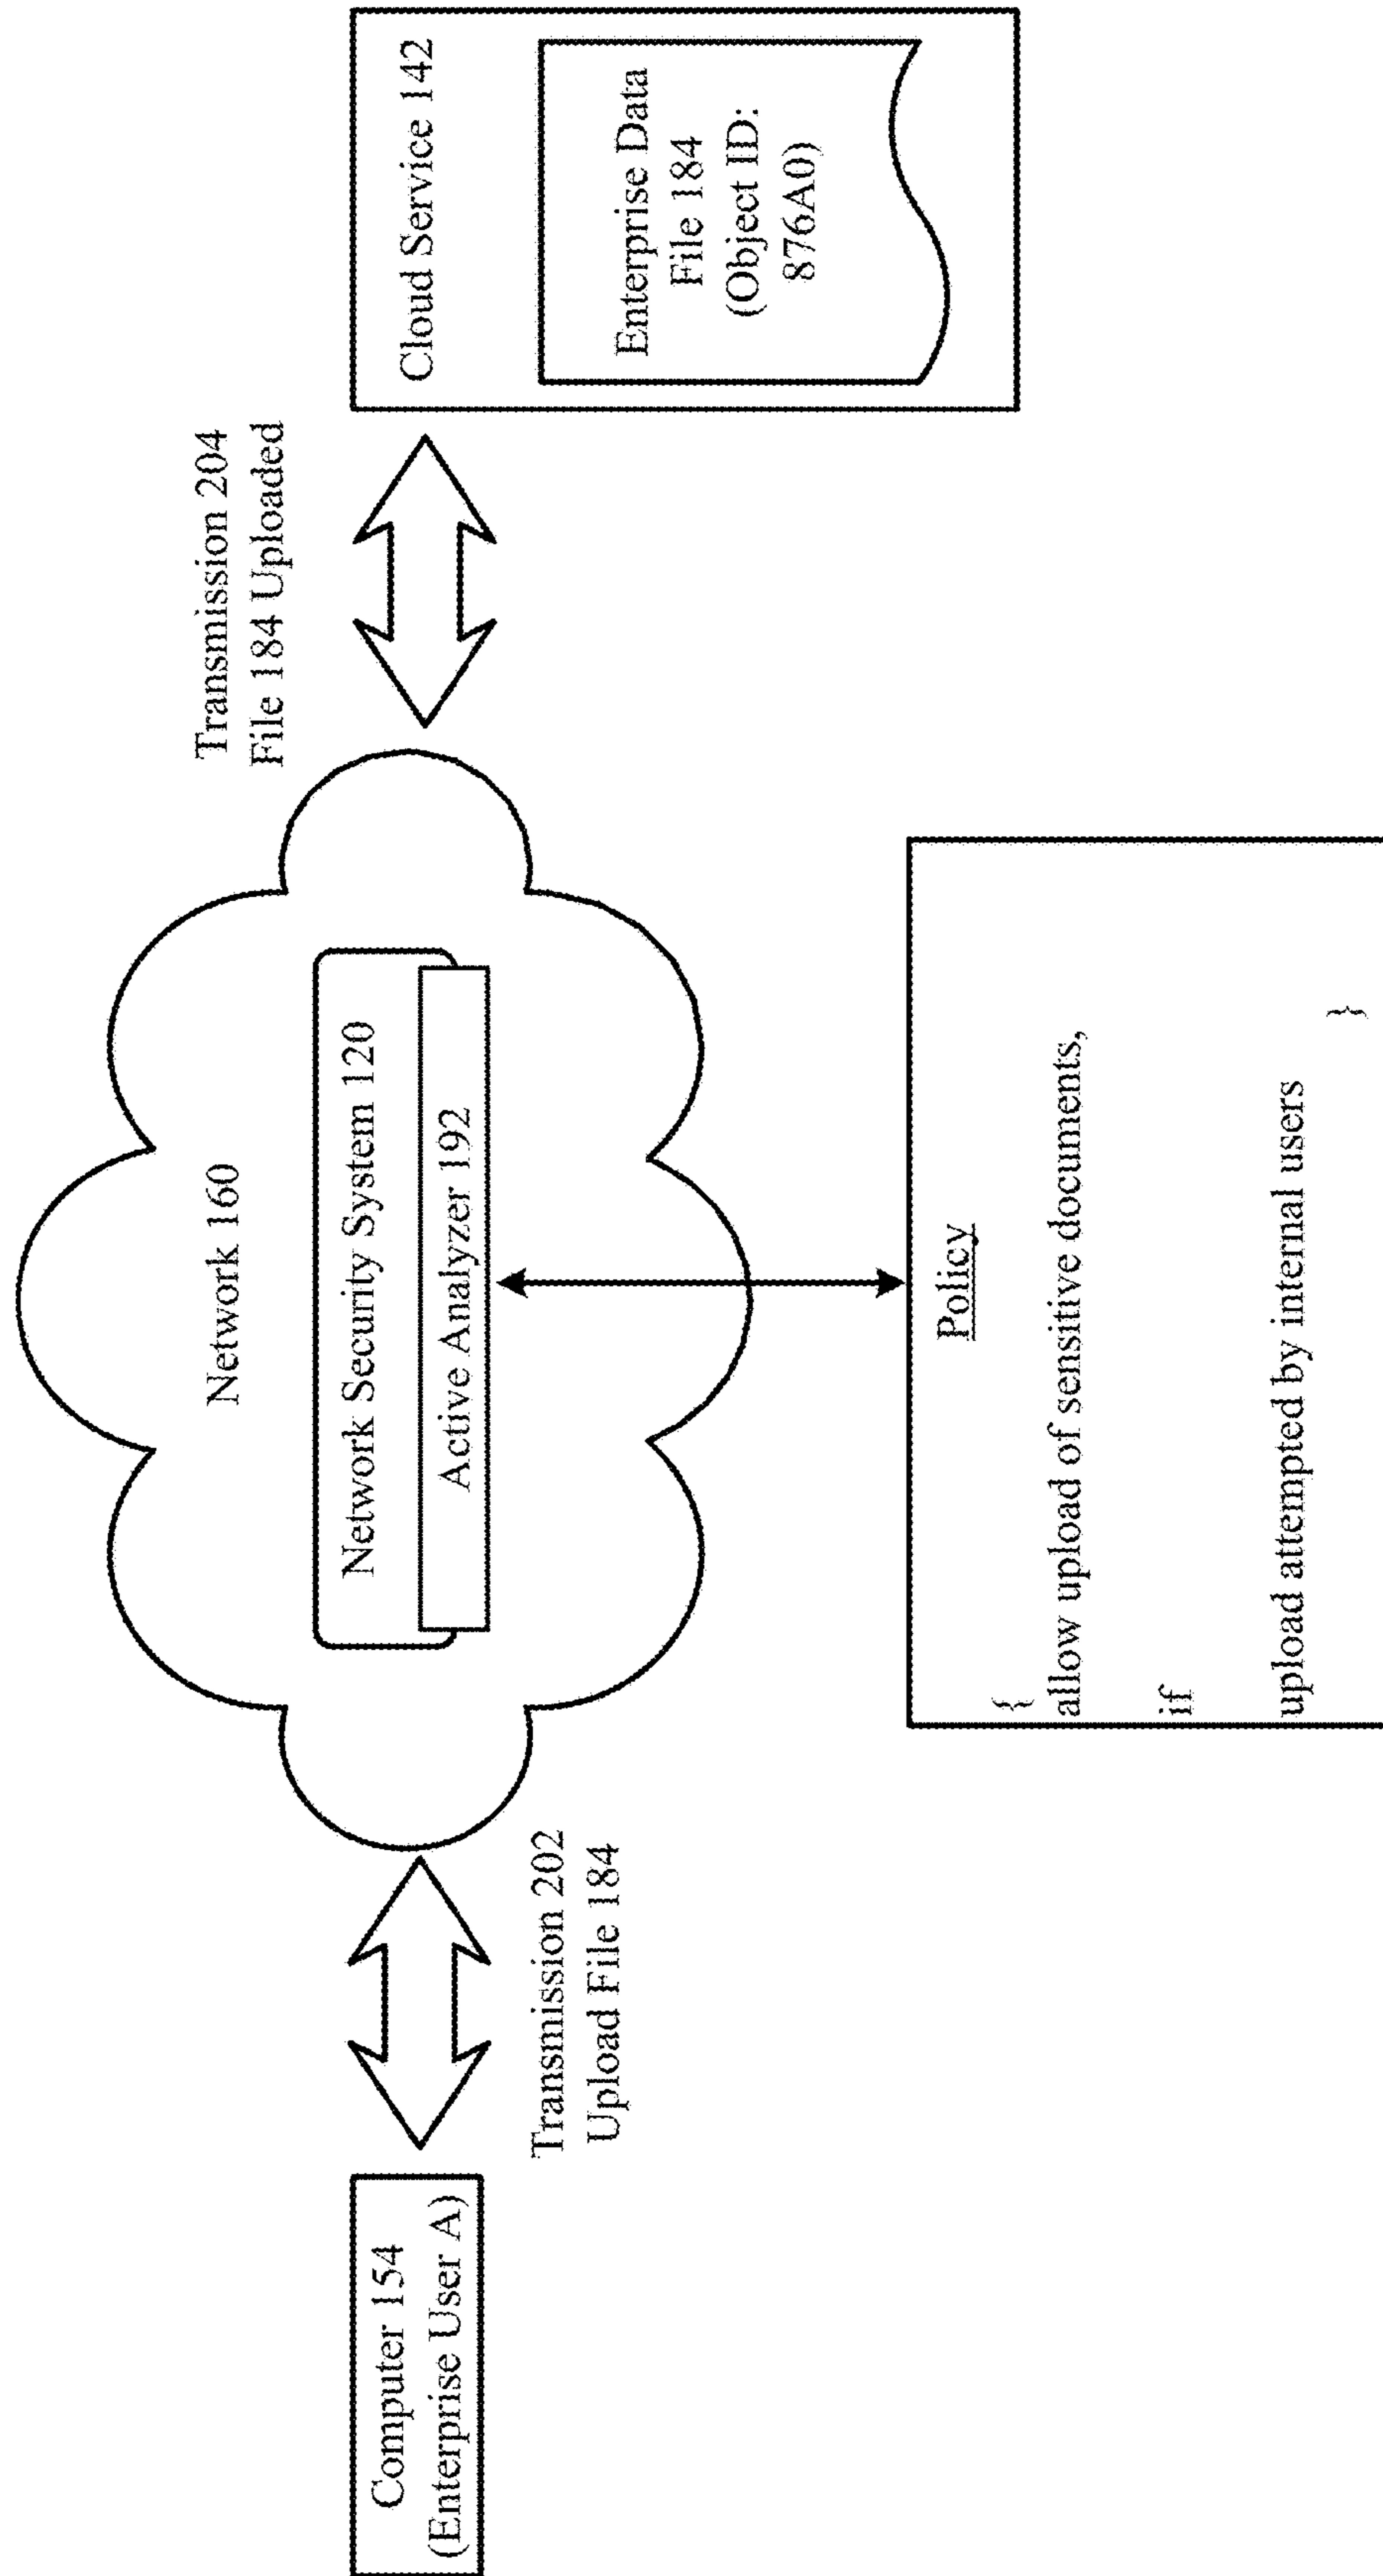 Computer 154
(Enterprise User A)
Transmission 202
Upload File 184
Network 160
Network Security System 120
Active Analyzer 192
Transmission 204
File 184 Uploaded
Cloud Service 142
Enterprise Data
File 184
(Object ID:
876A0)
Policy
{
allow upload of sensitive documents,
if
upload attempted by internal users
}